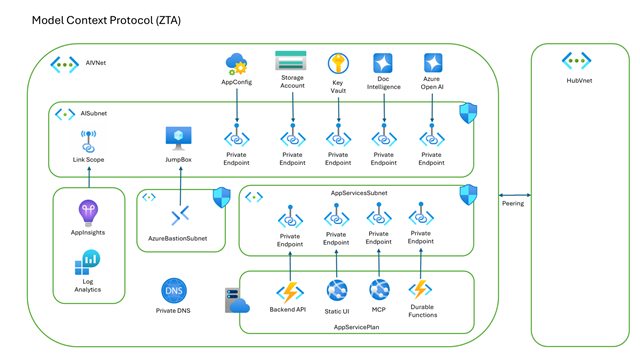 Model Context Protocol (ZTA)
AIVNet
AppConfig
Storage
Account
Key
Vault
Doc
Intelligence
Azure
Open AI
HubVnet
AISubnet
Link Scope
JumpBox
Private
Endpoint
Private
Endpoint
Private
Endpoint
Private
Endpoint
Private
Endpoint
AppInsights
Log
Analytics
AzureBastionSubnet
AppServicesSubnet
Private
Endpoint
Private
Endpoint
Private
Endpoint
Private
Endpoint
Peering
DNS
Private DNS
Backend API
Static UI
MCP
Durable
Functions
AppServicePlan